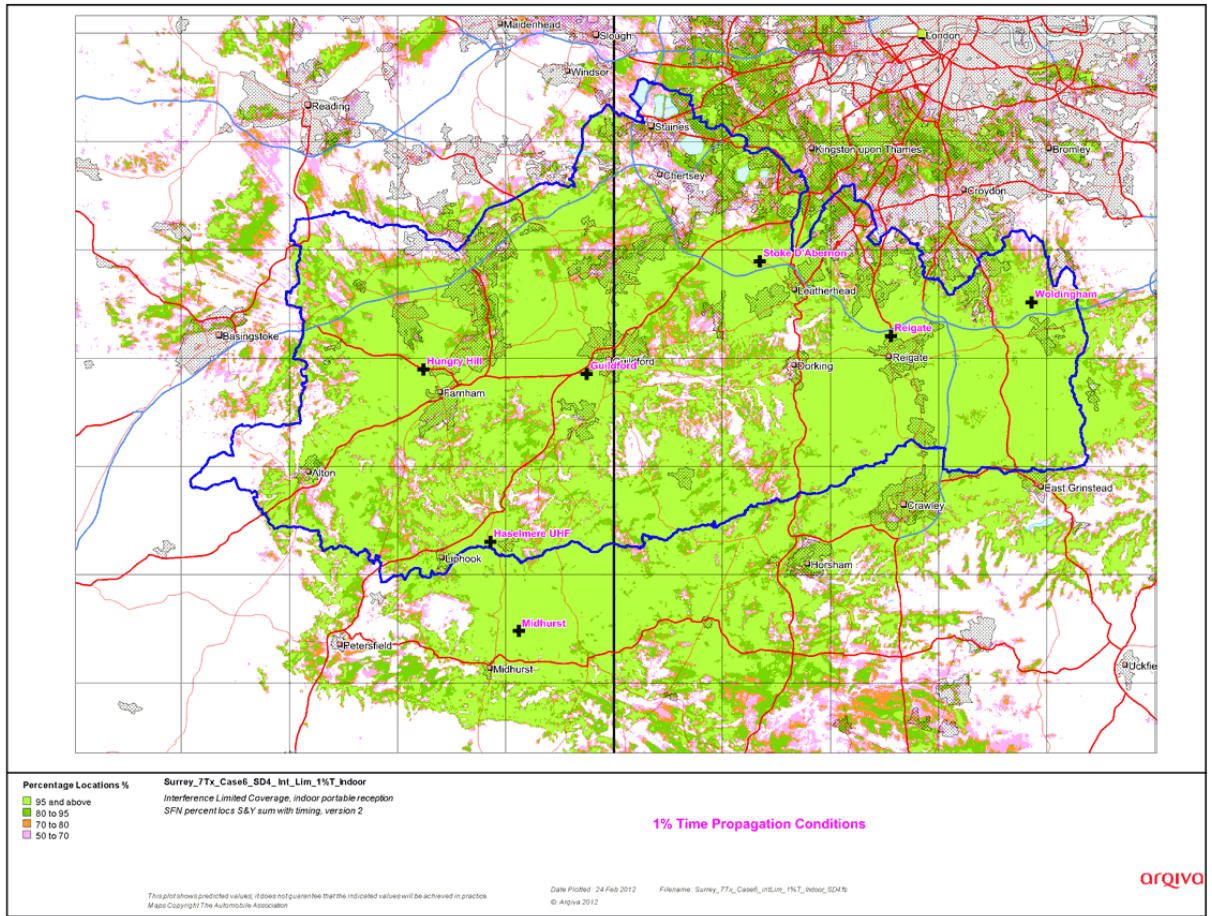 Maidenhead
Slough
London
Windsor
Reading
Staines
Kingston upon Thames
Bromley
Chertsey
Croydon
Stoke D'Abernon
Leatherhead
Woldingham
Basingstoke
Reigate
Reigate
Hungry Hill
Guildford
Guildford
Dorking
Farnham
Alton
East Grinstead
Crawley
Haselmere UHF
Liphook
Horsham
Midhurst
Petersfield
Midhurst
Uckfie
Percentage Locations %
95 and above
80 to 95
70 to 80
50 to 70
Surrey_7Tx_Case6_SD4_Int_Lim_1%T_Indoor
Interference Limited Coverage, indoor portable reception
SFN percent locs S&Y sum with timing, version 2
1% Time Propagation Conditions
This plot shows predicted values, it does not guarantee that the indicated values will be achieved in practice.
Maps Copyright The Automobile Association
Date Plotted : 24 Feb 2012
© Arqiva 2012
Filename : Surrey_7Tx_Case6_intLim_1%T_Indoor_SD4.fs
arqiva